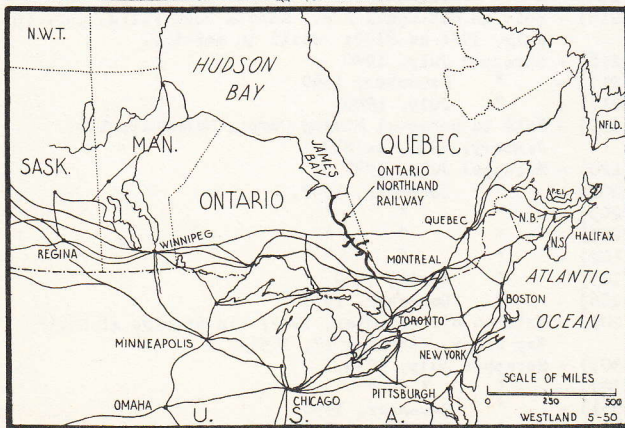 N.W.T.
HUDSON
BAY
NFLD.
MAN.
JAMES
BAY
QUEBEC
SASK.
ONTARIO
ONTARIO
NORTHLAND
RAILWAY
P.E.I.
QUEBEC
N.B.
WINNIPEG
N.S.
HALIFAX
REGINA
MONTREAL
ATLANTIC
OCEAN
BOSTON
TORONTO
MINNEAPOLIS
NEW YORK
SCALE OF MILES
PITTSBURGH
0 250 500
OMAHA
CHICAGO
U. S. A.
WESTLAND 5-50